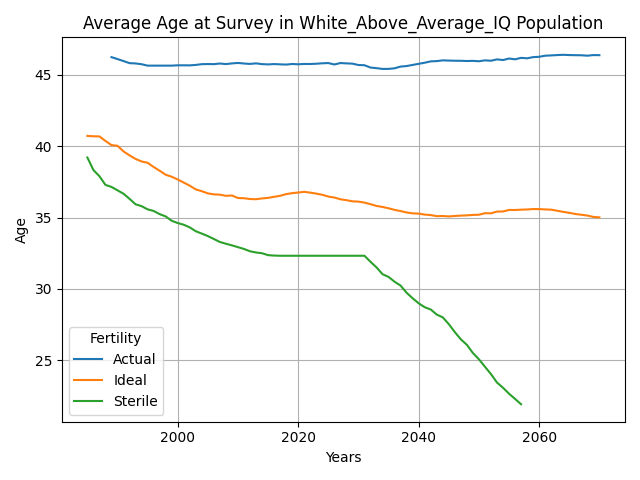 Average Age at Survey in White_Above_Average_IQ Population
Age
45
40
35
30
25
Fertility
Actual
Ideal
Sterile
2000
2020
2040
2060
Years